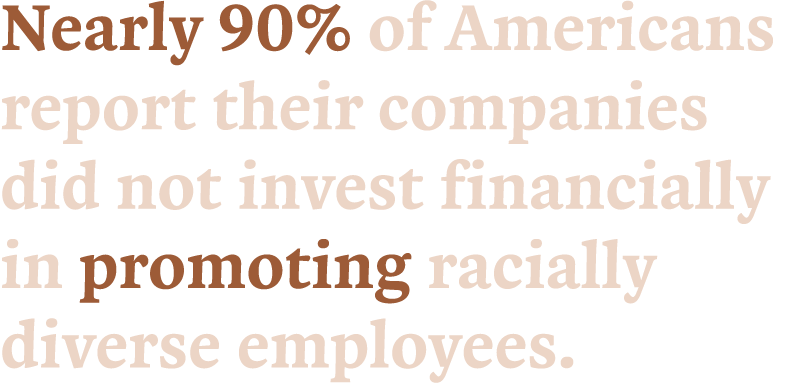 Nearly 90% of Americans
report their companies
did not invest financially
in promoting racially
diverse employees.